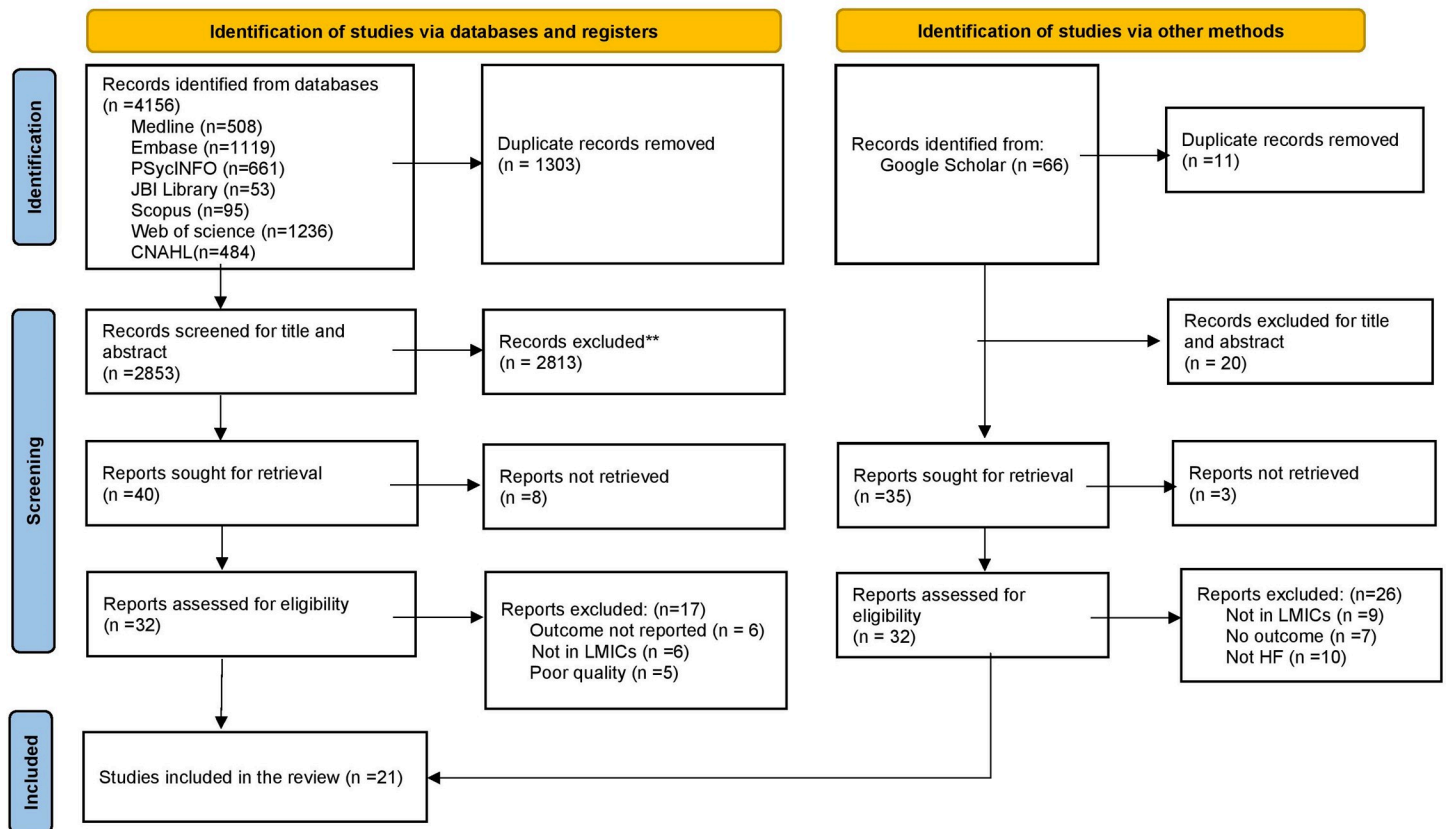 Identification of studies via databases and registers
Identification of studies via other methods
Identification
Records identified from databases
(n =4156)
Medline (n=508)
Embase (n=1119)
PSycINFO (n=661)
JBI Library (n=53)
Scopus (n=95)
Web of science (n=1236)
CNAHL(n=484)
Duplicate records removed
(n = 1303)
Records identified from:
Google Scholar (n =66)
Duplicate records removed
(n =11)
Screening
Records screened for title and
abstract
(n =2853)
Records excluded**
(n = 2813)
Records excluded for title
and abstract
(n = 20)
Reports sought for retrieval
(n =40)
Reports not retrieved
(n =8)
Reports sought for retrieval
(n =35)
Reports not retrieved
(n =3)
Reports assessed for eligibility
(n =32)
Reports excluded: (n=17)
Outcome not reported (n = 6)
Not in LMICs (n =6)
Poor quality (n =5)
Reports assessed for
eligibility
(n = 32)
Reports excluded: (n=26)
Not in LMICs (n =9)
No outcome (n =7)
Not HF (n =10)
Included
Studies included in the review (n =21)